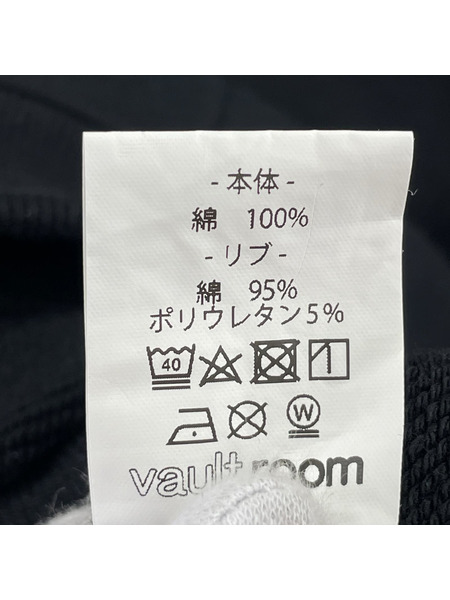 - 本体 -
綿 100%
- リブ -
綿 95%
ポリウレタン 5%
40
W
vault room